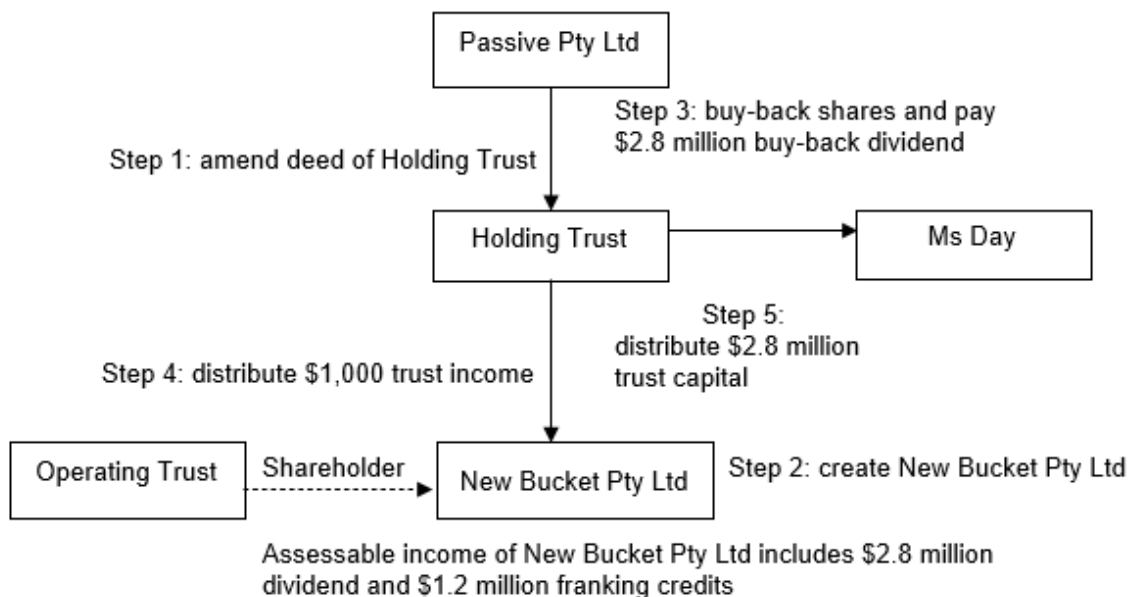 Passive Pty Ltd
Step 3: buy-back shares and pay
$2.8 million buy-back dividend
Step 1: amend deed of Holding Trust
Holding Trust
Ms Day
Step 5:
distribute $2.8 million
trust capital
Step 4: distribute $1,000 trust income
Operating Trust
Shareholder
New Bucket Pty Ltd
Step 2: create New Bucket Pty Ltd
Assessable income of New Bucket Pty Ltd includes $2.8 million
dividend and $1.2 million franking credits